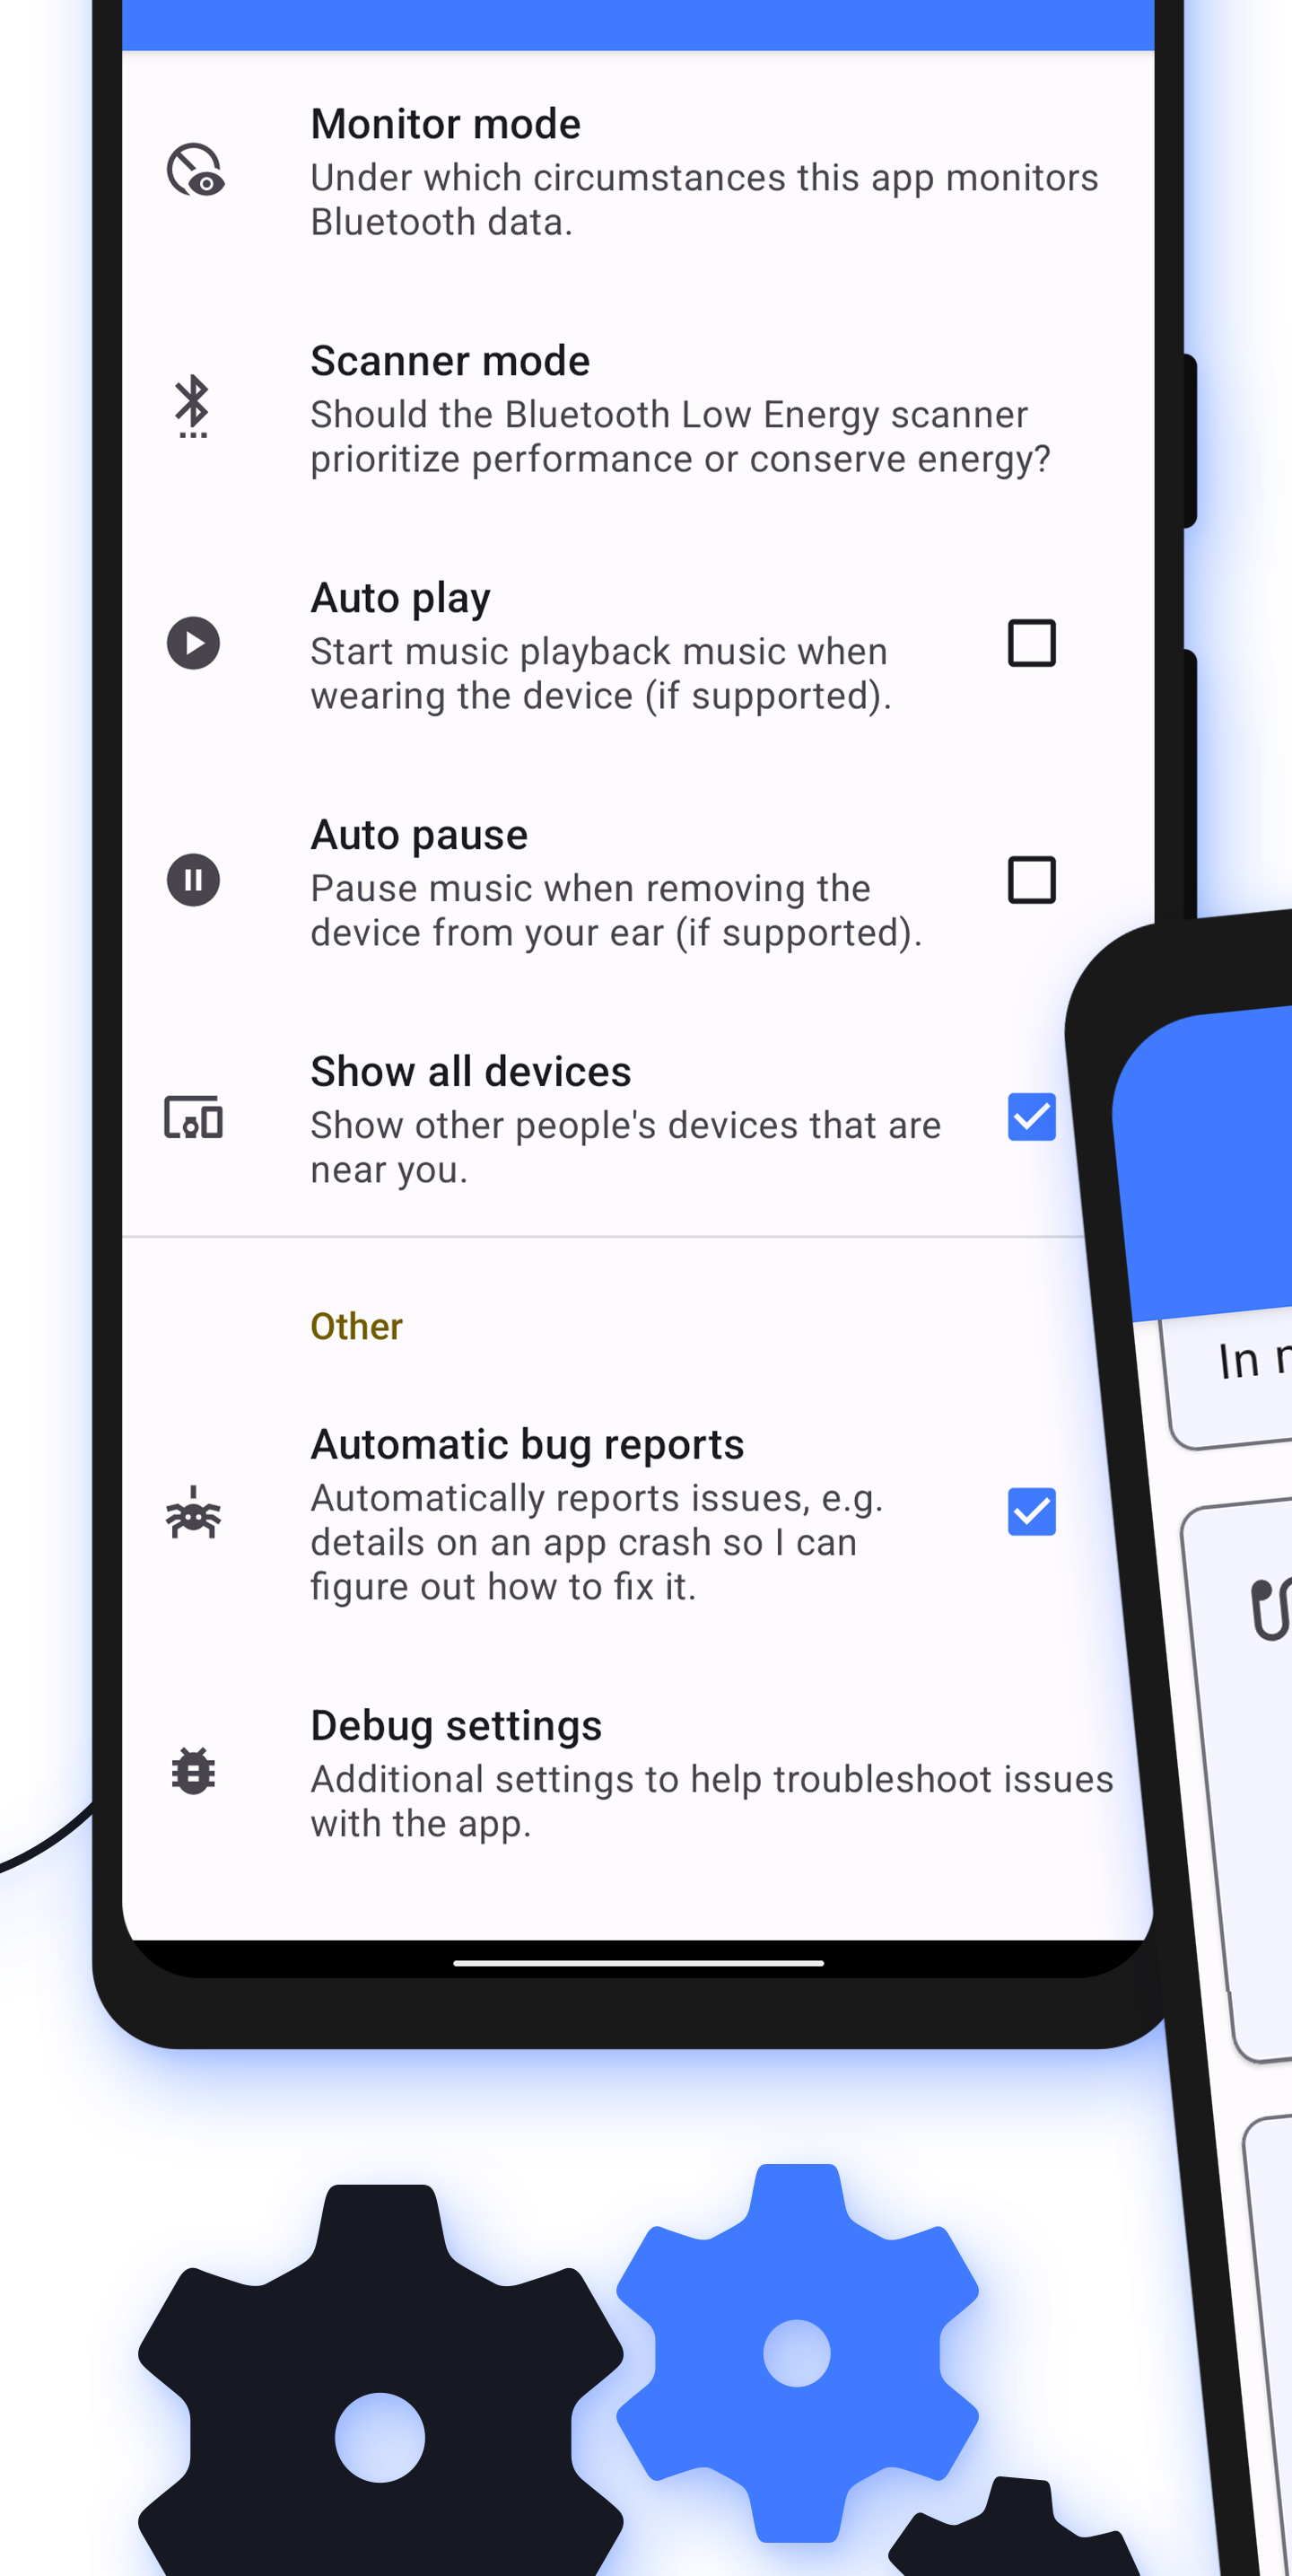 Monitor mode
Under which circumstances this app monitors
Bluetooth data.
Scanner mode
Should the Bluetooth Low Energy scanner
prioritize performance or conserve energy?
Auto play
Start music playback music when
wearing the device (if supported).
Auto pause
Pause music when removing the
device from your ear (if supported).
Show all devices
Show other people's devices that are
near you.
Other
Automatic bug reports
Automatically reports issues, e.g.
details on an app crash so I can
figure out how to fix it.
Debug settings
Additional settings to help troubleshoot issues
with the app.
In